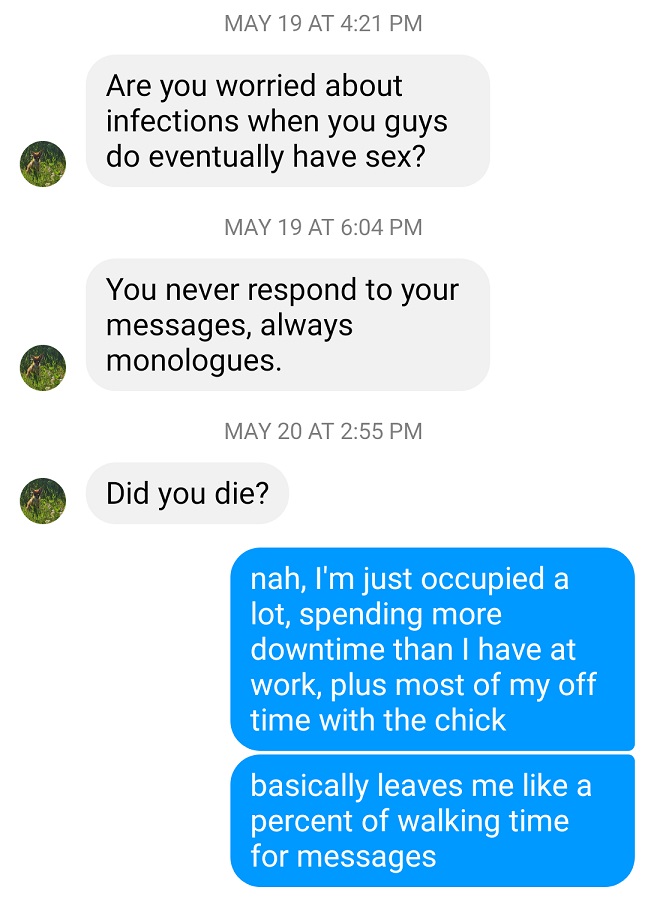 MAY 19 AT 4:21 PM
Are you worried about
infections when you guys
do eventually have sex?
MAY 19 AT 6:04 PM
You never respond to your
messages, always
monologues.
MAY 20 AT 2:55 PM
Did you die?
nah, I'm just occupied a
lot, spending more
downtime than I have at
work, plus most of my off
time with the chick
basically leaves me like a
percent of walking time
for messages